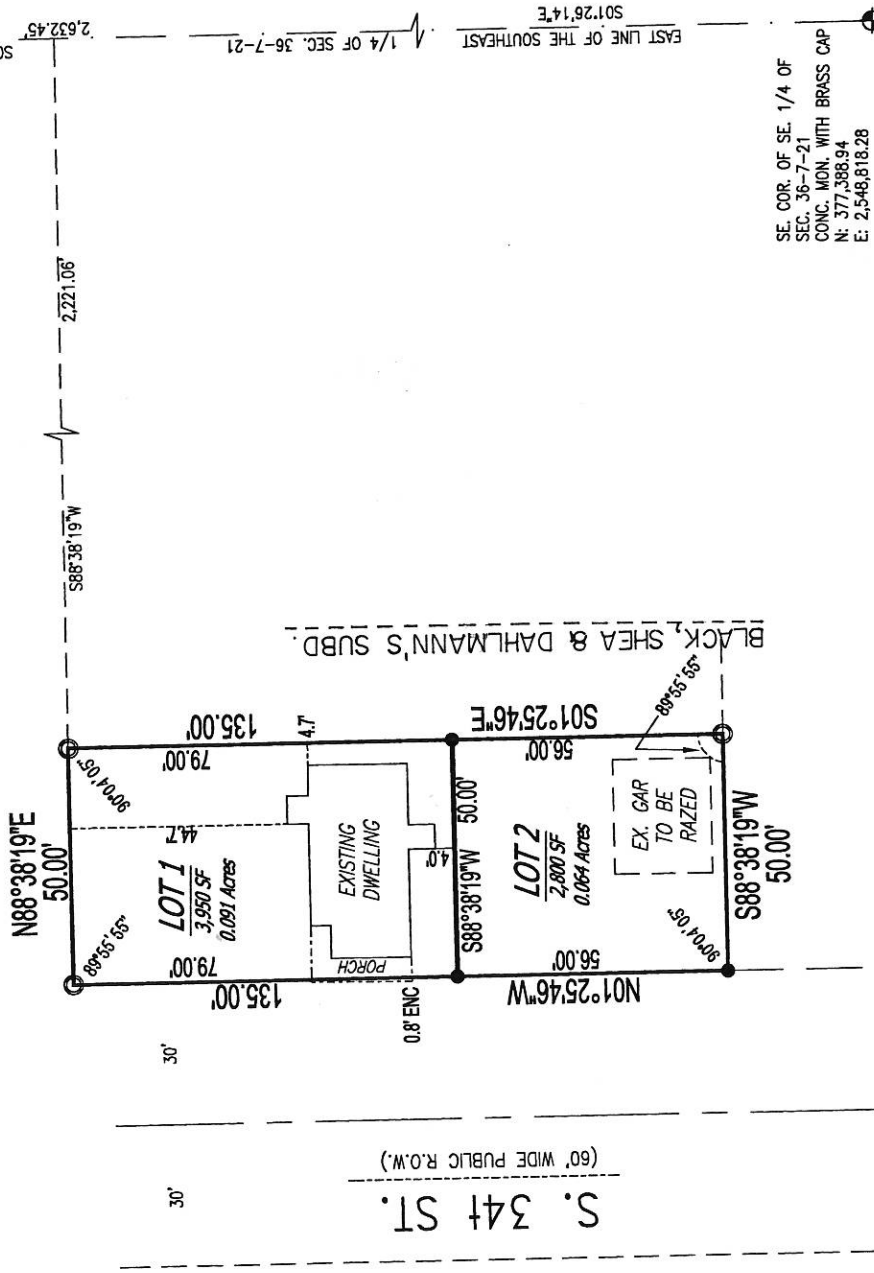 2,632.45'
SO
EAST LINE OF THE SOUTHEAST
1/4 OF SEC. 36-7-21
S01°26'14"E
2,221.06'
S88°38'19"W
SE. COR. OF SE. 1/4 OF
SEC. 36-7-21
CONC. MON. WITH BRASS CAP
N: 377,388.94
E: 2,548,818.28
BLACK, SHEA & DAHLMANN'S SUBD.
N88°38'19"E
50.00'
89°55'55"
90°04'05"
135.00'
79.00'
4.7'
44.7'
LOT 1
3,950 SF
0.091 Acres
79.00'
135.00'
EXISTING
DWELLING
PORCH
4.0'
0.8' ENC
S88°38'19"W
50.00'
S01°25'46"E
56.00'
89°55'55"
LOT 2
2,800 SF
0.064 Acres
EX. GAR
TO BE
RAZED
56.00'
N01°25'46"W
90°04'05"
S88°38'19"W
50.00'
30'
30'
S. 34t ST.
(60' WIDE PUBLIC R.O.W.)